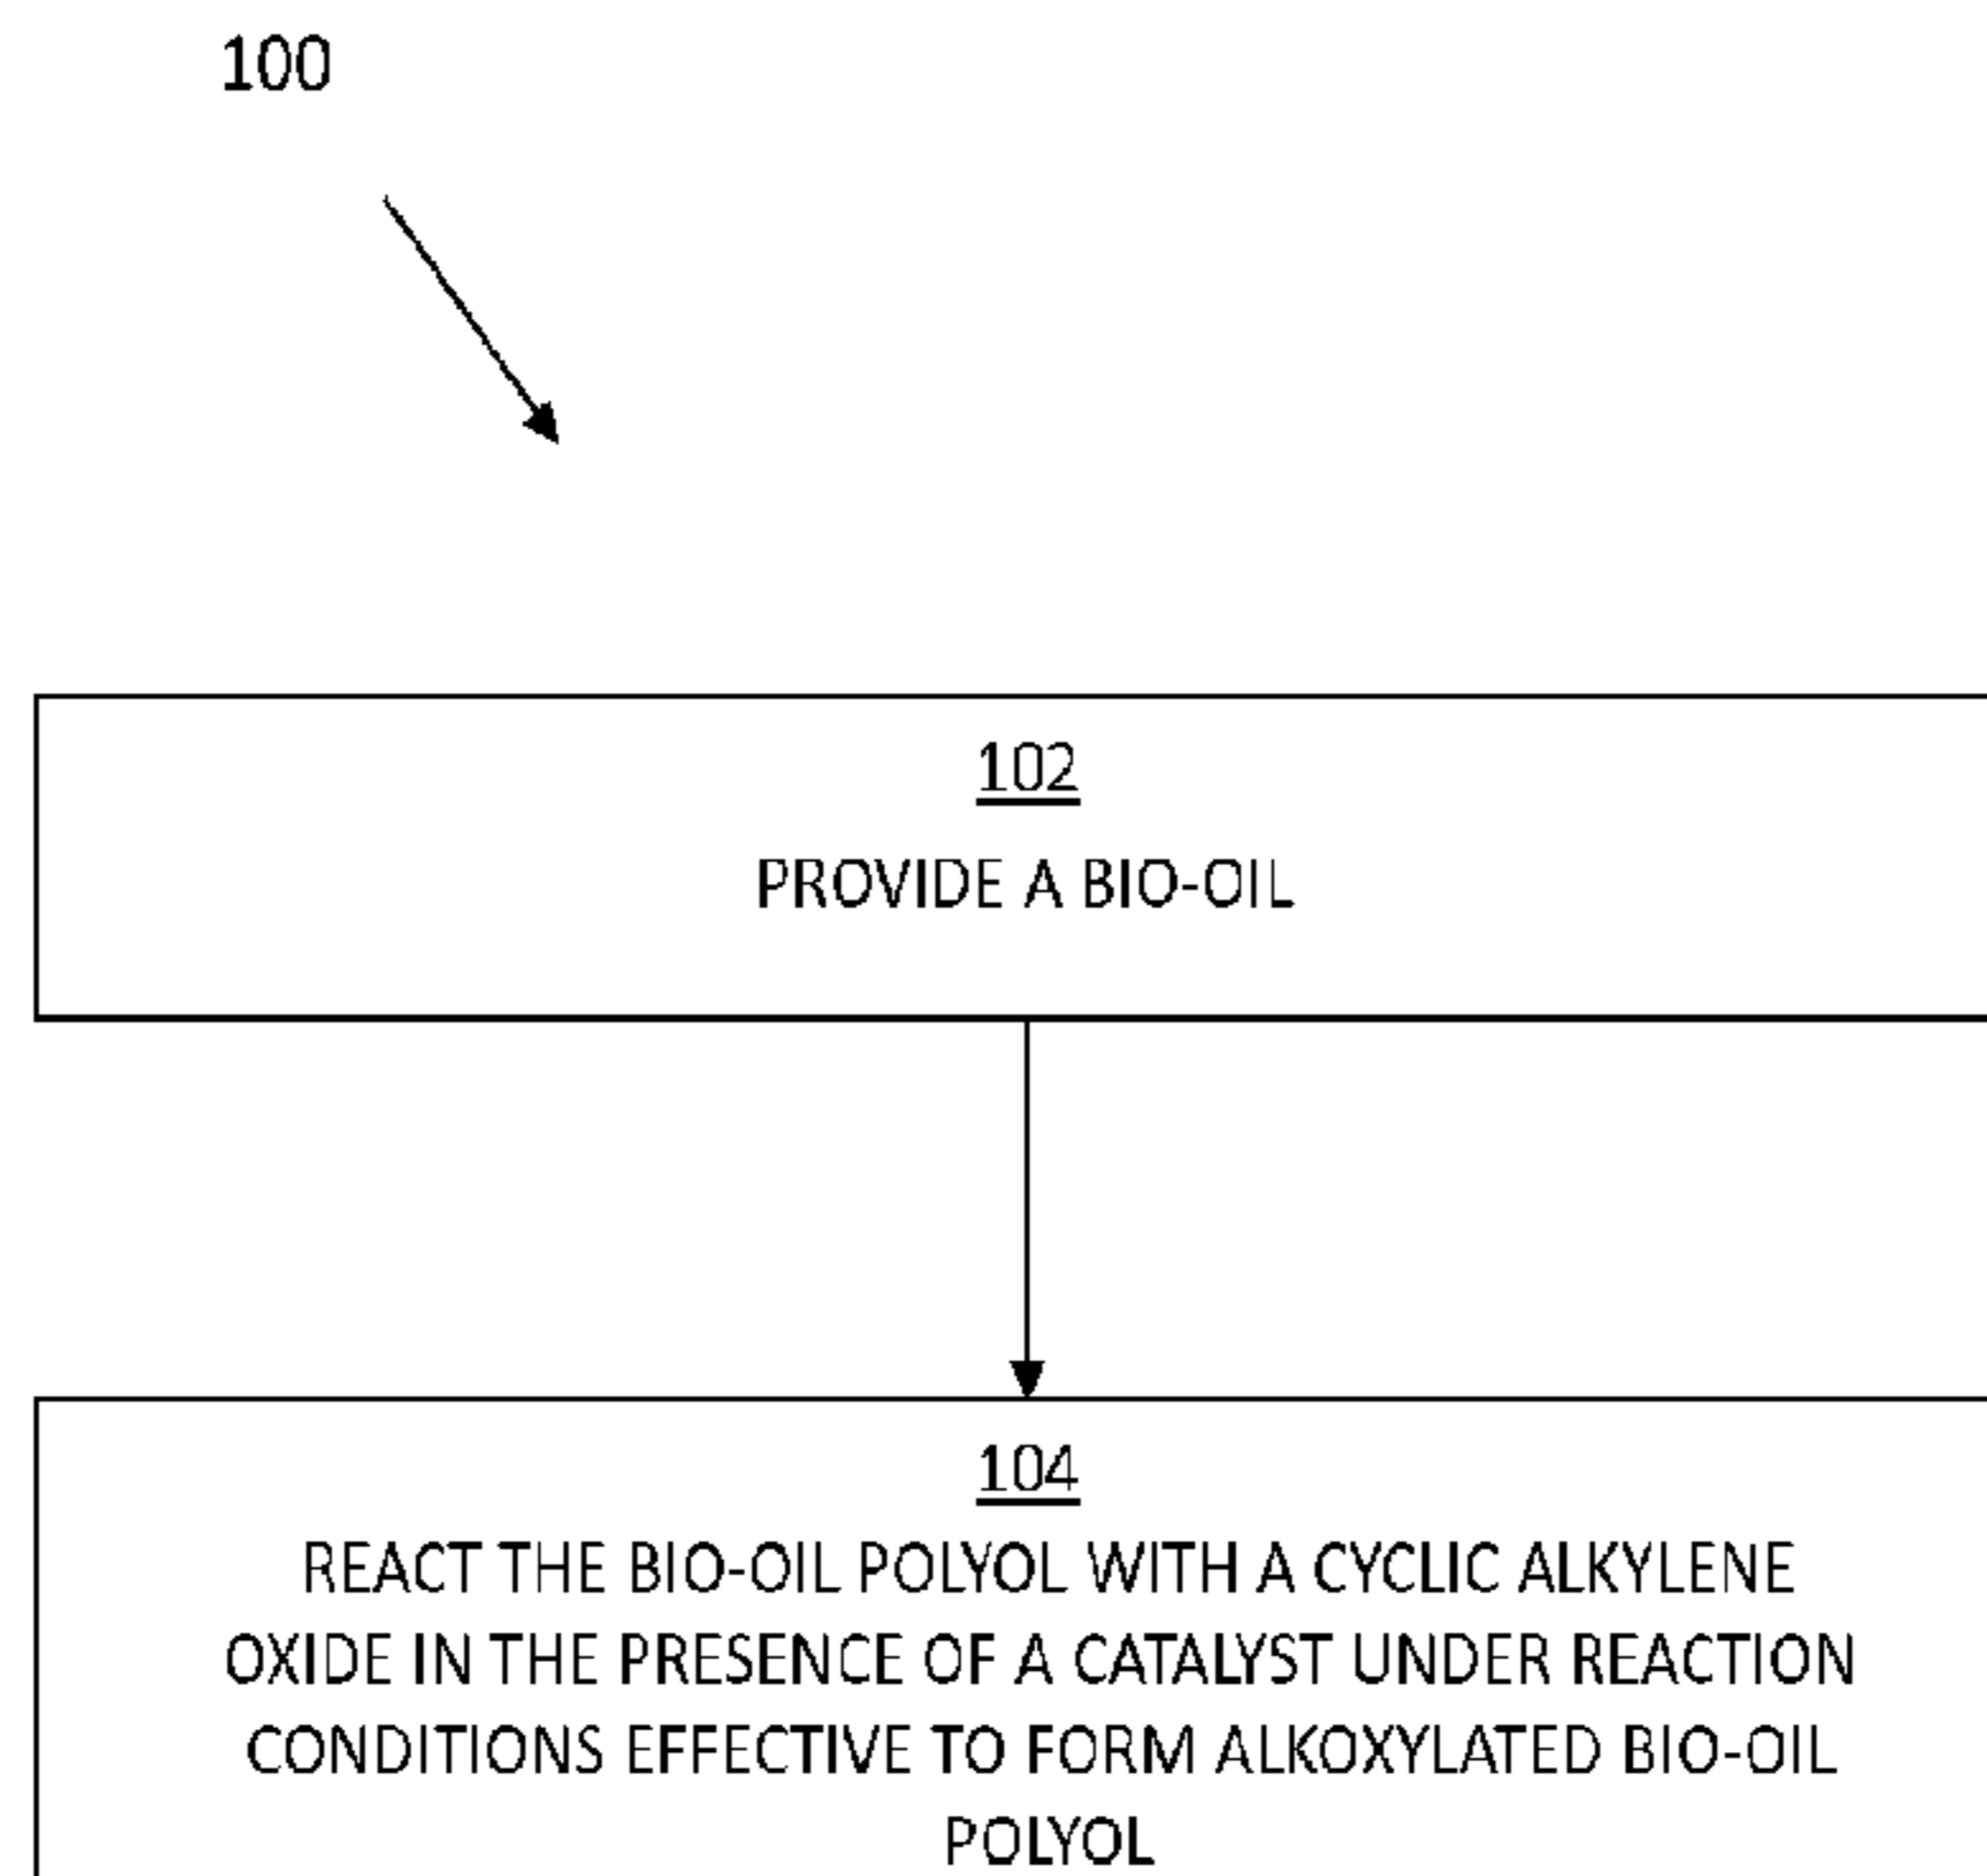 100
102
PROVIDE A BIO-OIL
104
REACT THE BIO-OIL POLYOL WITH A CYCLIC ALKYLENE
OXIDE IN THE PRESENCE OF A CATALYST UNDER REACTION
CONDITIONS EFFECTIVE TO FORM ALKOXYLATED BIO-OIL
POLYOL